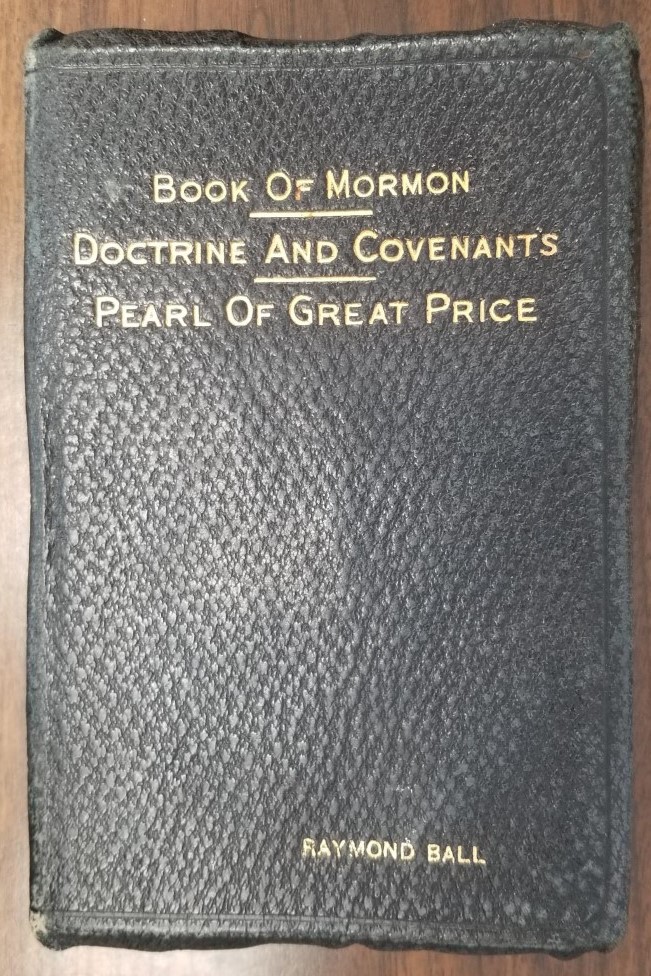 BOOK OF MORMON
DOCTRINE AND COVENANTS
PEARL OF GREAT PRICE
RAYMOND BALL